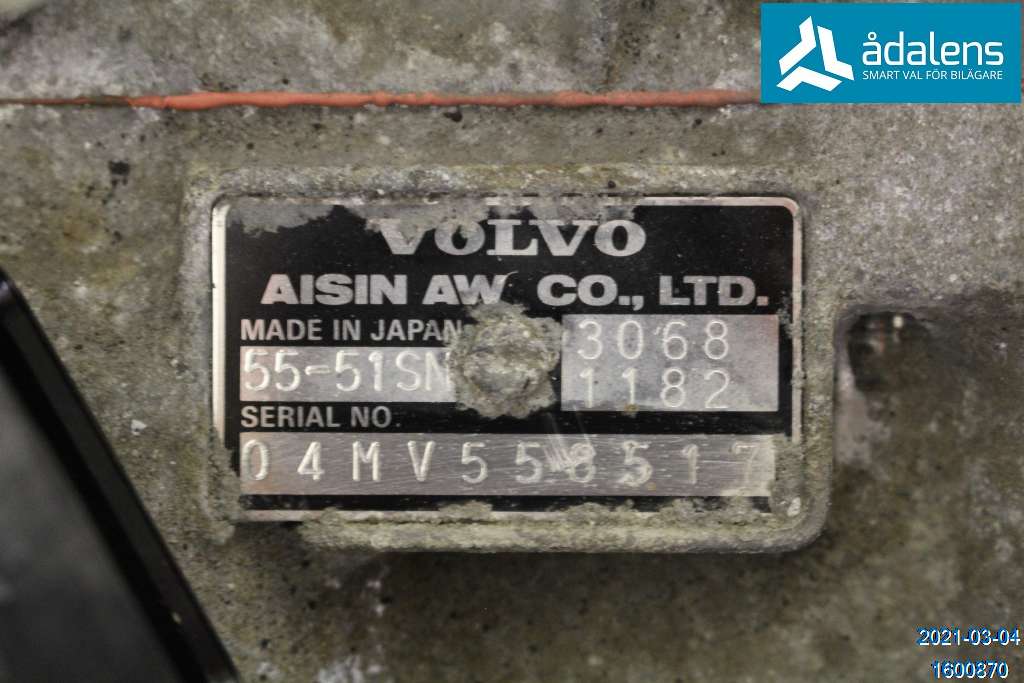 ådalens
SMART VAL FÖR BILÄGARE
VOLVO
AISIN AW CO., LTD.
MADE IN JAPAN
3068
55-51SN
1182
SERIAL NO.
04MV558517
2021-03-04
1600870